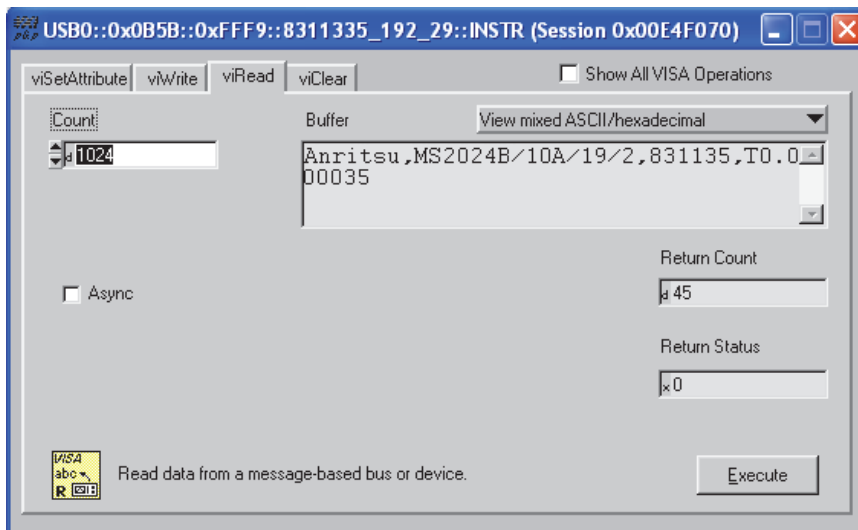 USB0::0x0B5B::0xFFF9::8311335_192_29::INSTR (Session 0x00E4F070)
viSetAttribute viWrite viRead viClear
Show All VISA Operations
Count
Buffer
View mixed ASCII/hexadecimal
d 1024
Anritsu,MS2024B/10A/19/2,831135,T0.0
00035
Return Count
d 45
Async
Return Status
x 0
VISA
abc
R
Read data from a message-based bus or device.
Execute